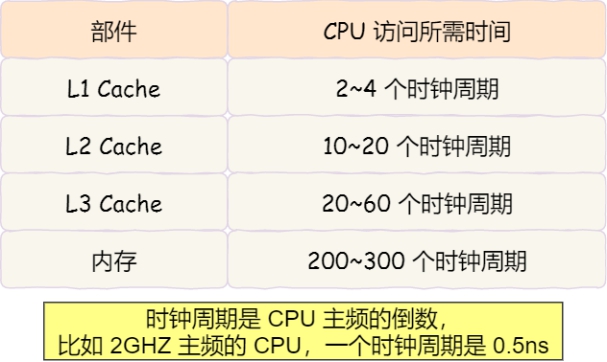 部件 CPU 访问所需时间
L1 Cache 2~4 个时钟周期
L2 Cache 10~20 个时钟周期
L3 Cache 20~60 个时钟周期
内存 200~300 个时钟周期
时钟周期是 CPU 主频的倒数，
比如 2GHZ 主频的 CPU，一个时钟周期是 0.5ns